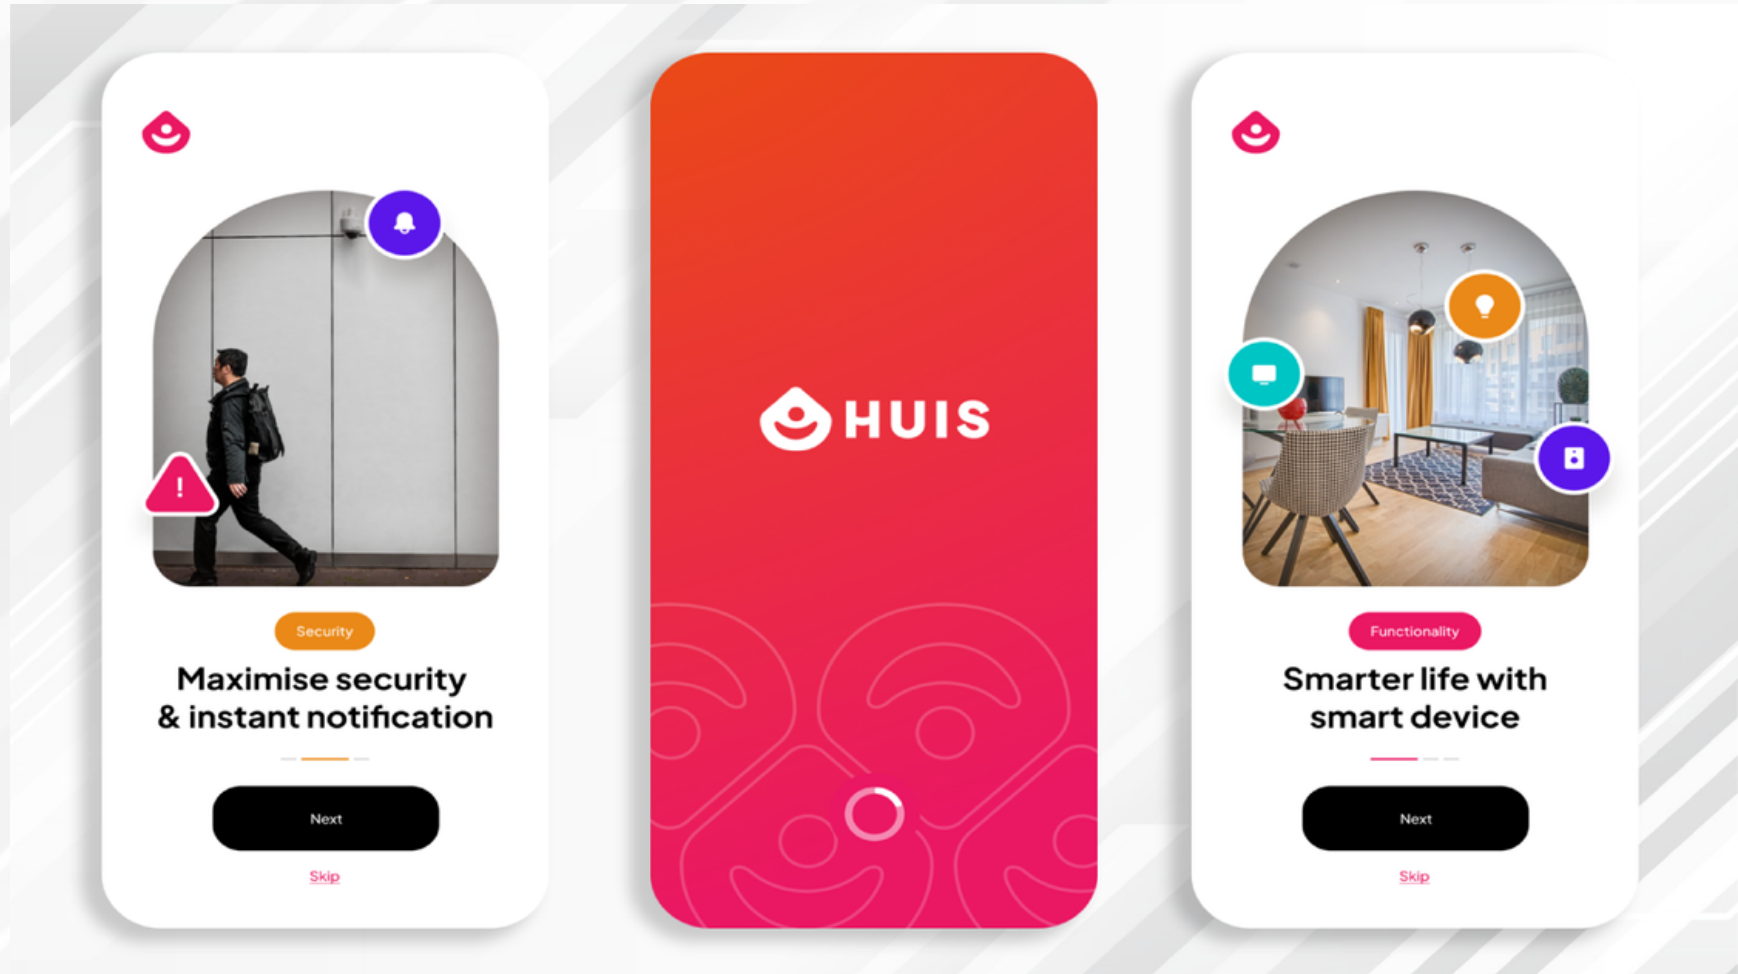 Security
Maximise security
& instant notification
Next
Skip
HUIS
Functionality
Smarter life with
smart device
Next
Skip